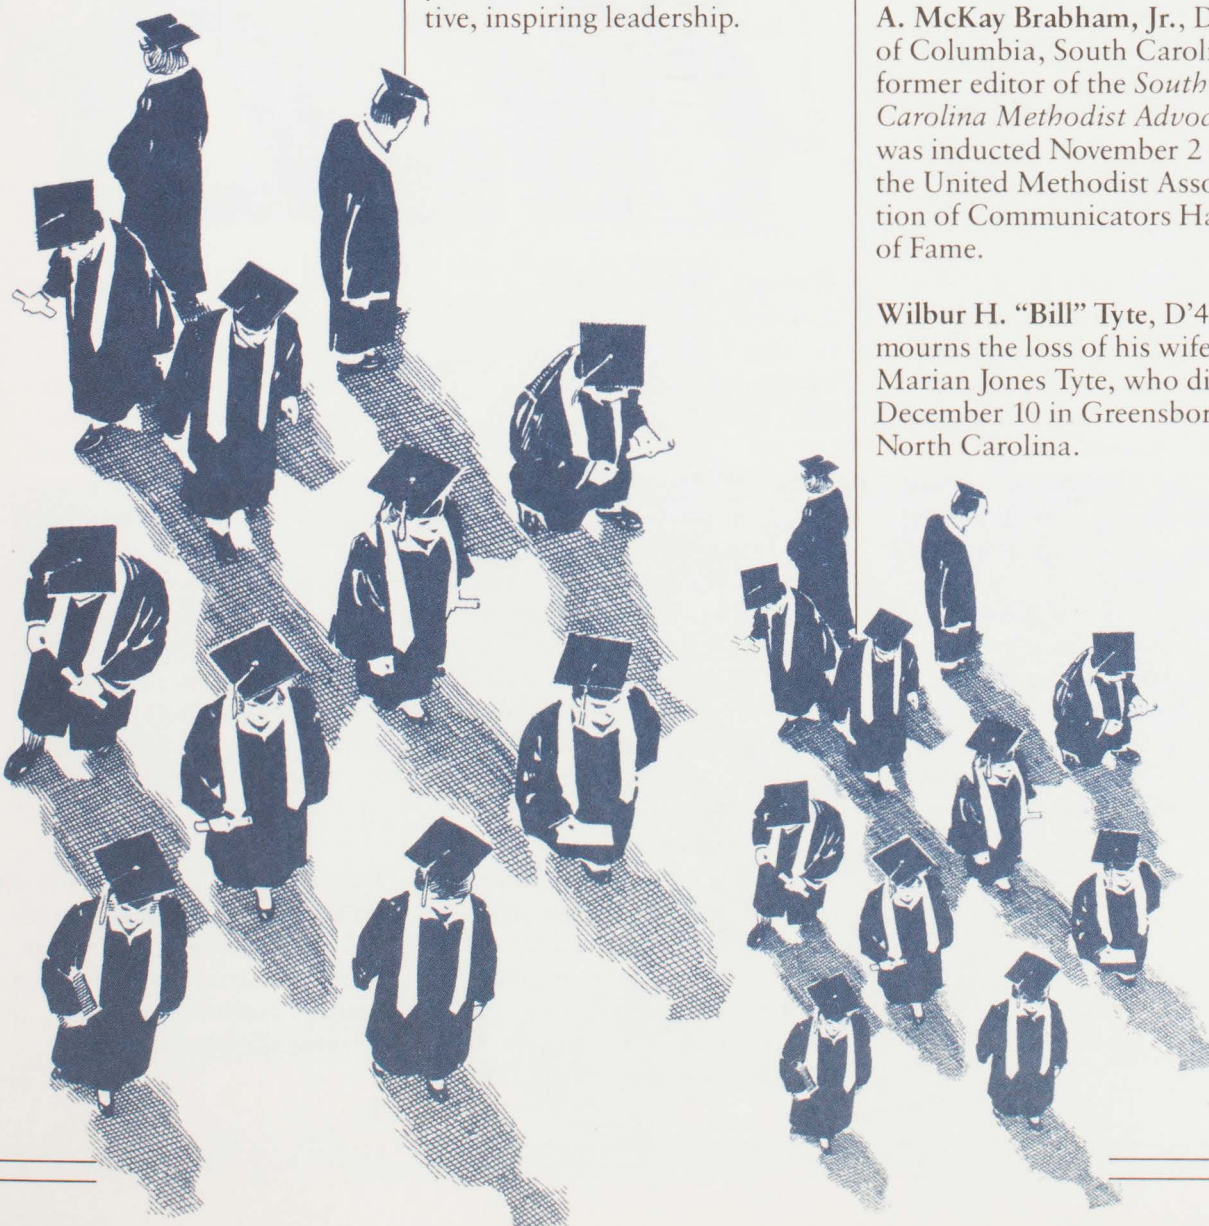 tive, inspiring leadership.
A. McKay Brabham, Jr., D
of Columbia, South Caroli
former editor of the South
Carolina Methodist Advoc
was inducted November 2
the United Methodist Asso
tion of Communicators Ha
of Fame.
Wilbur H. “Bill” Tyte, D’4
mourns the loss of his wife
Marian Jones Tyte, who di
December 10 in Greensbor
North Carolina.